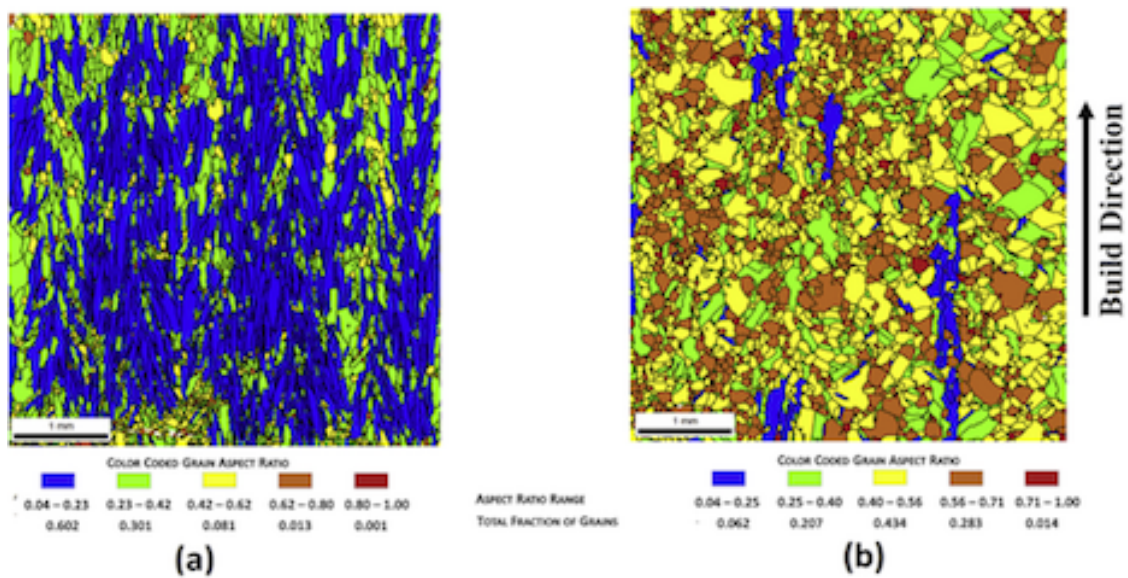 Build Direction
1 mm
1 mm
COLOR CODED GRAIN ASPECT RATIO
0.04 – 0.23 0.23 – 0.42 0.42 – 0.62 0.62 – 0.80 0.80 – 1.00
0.602 0.301 0.081 0.013 0.001
ASPECT RATIO RANGE
TOTAL FRACTION OF GRAINS
COLOR CODED GRAIN ASPECT RATIO
0.04 – 0.25 0.25 – 0.40 0.40 – 0.56 0.56 – 0.71 0.71 – 1.00
0.062 0.207 0.434 0.283 0.014
(a)
(b)